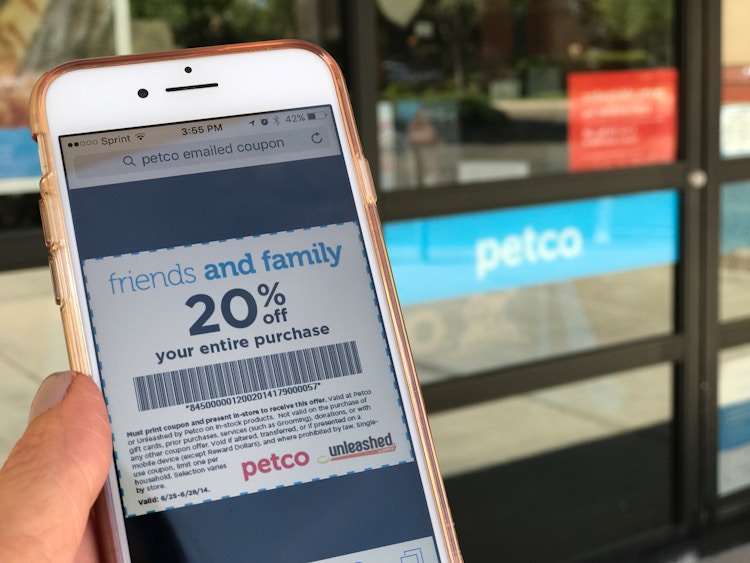 Sprint
3:55 PM
42%
petco emailed coupon
friends and family
20% off
your entire purchase
*84500001200201417900057*
Must print coupon and present in-store to receive this offer. Valid at Petco
or Unleashed by Petco on in-stock products. Not valid on the purchase of
gift cards, prior purchases, services (such as Grooming), donations, or with
any other coupon offer. Void if altered, transferred, or if presented on a
mobile device (except Reward Dollars), and where prohibited by law. Single-
use coupon, limit one per
household. Selection varies
by store.
petco
unleashed
Valid: 6/25-6/28/14.
petco